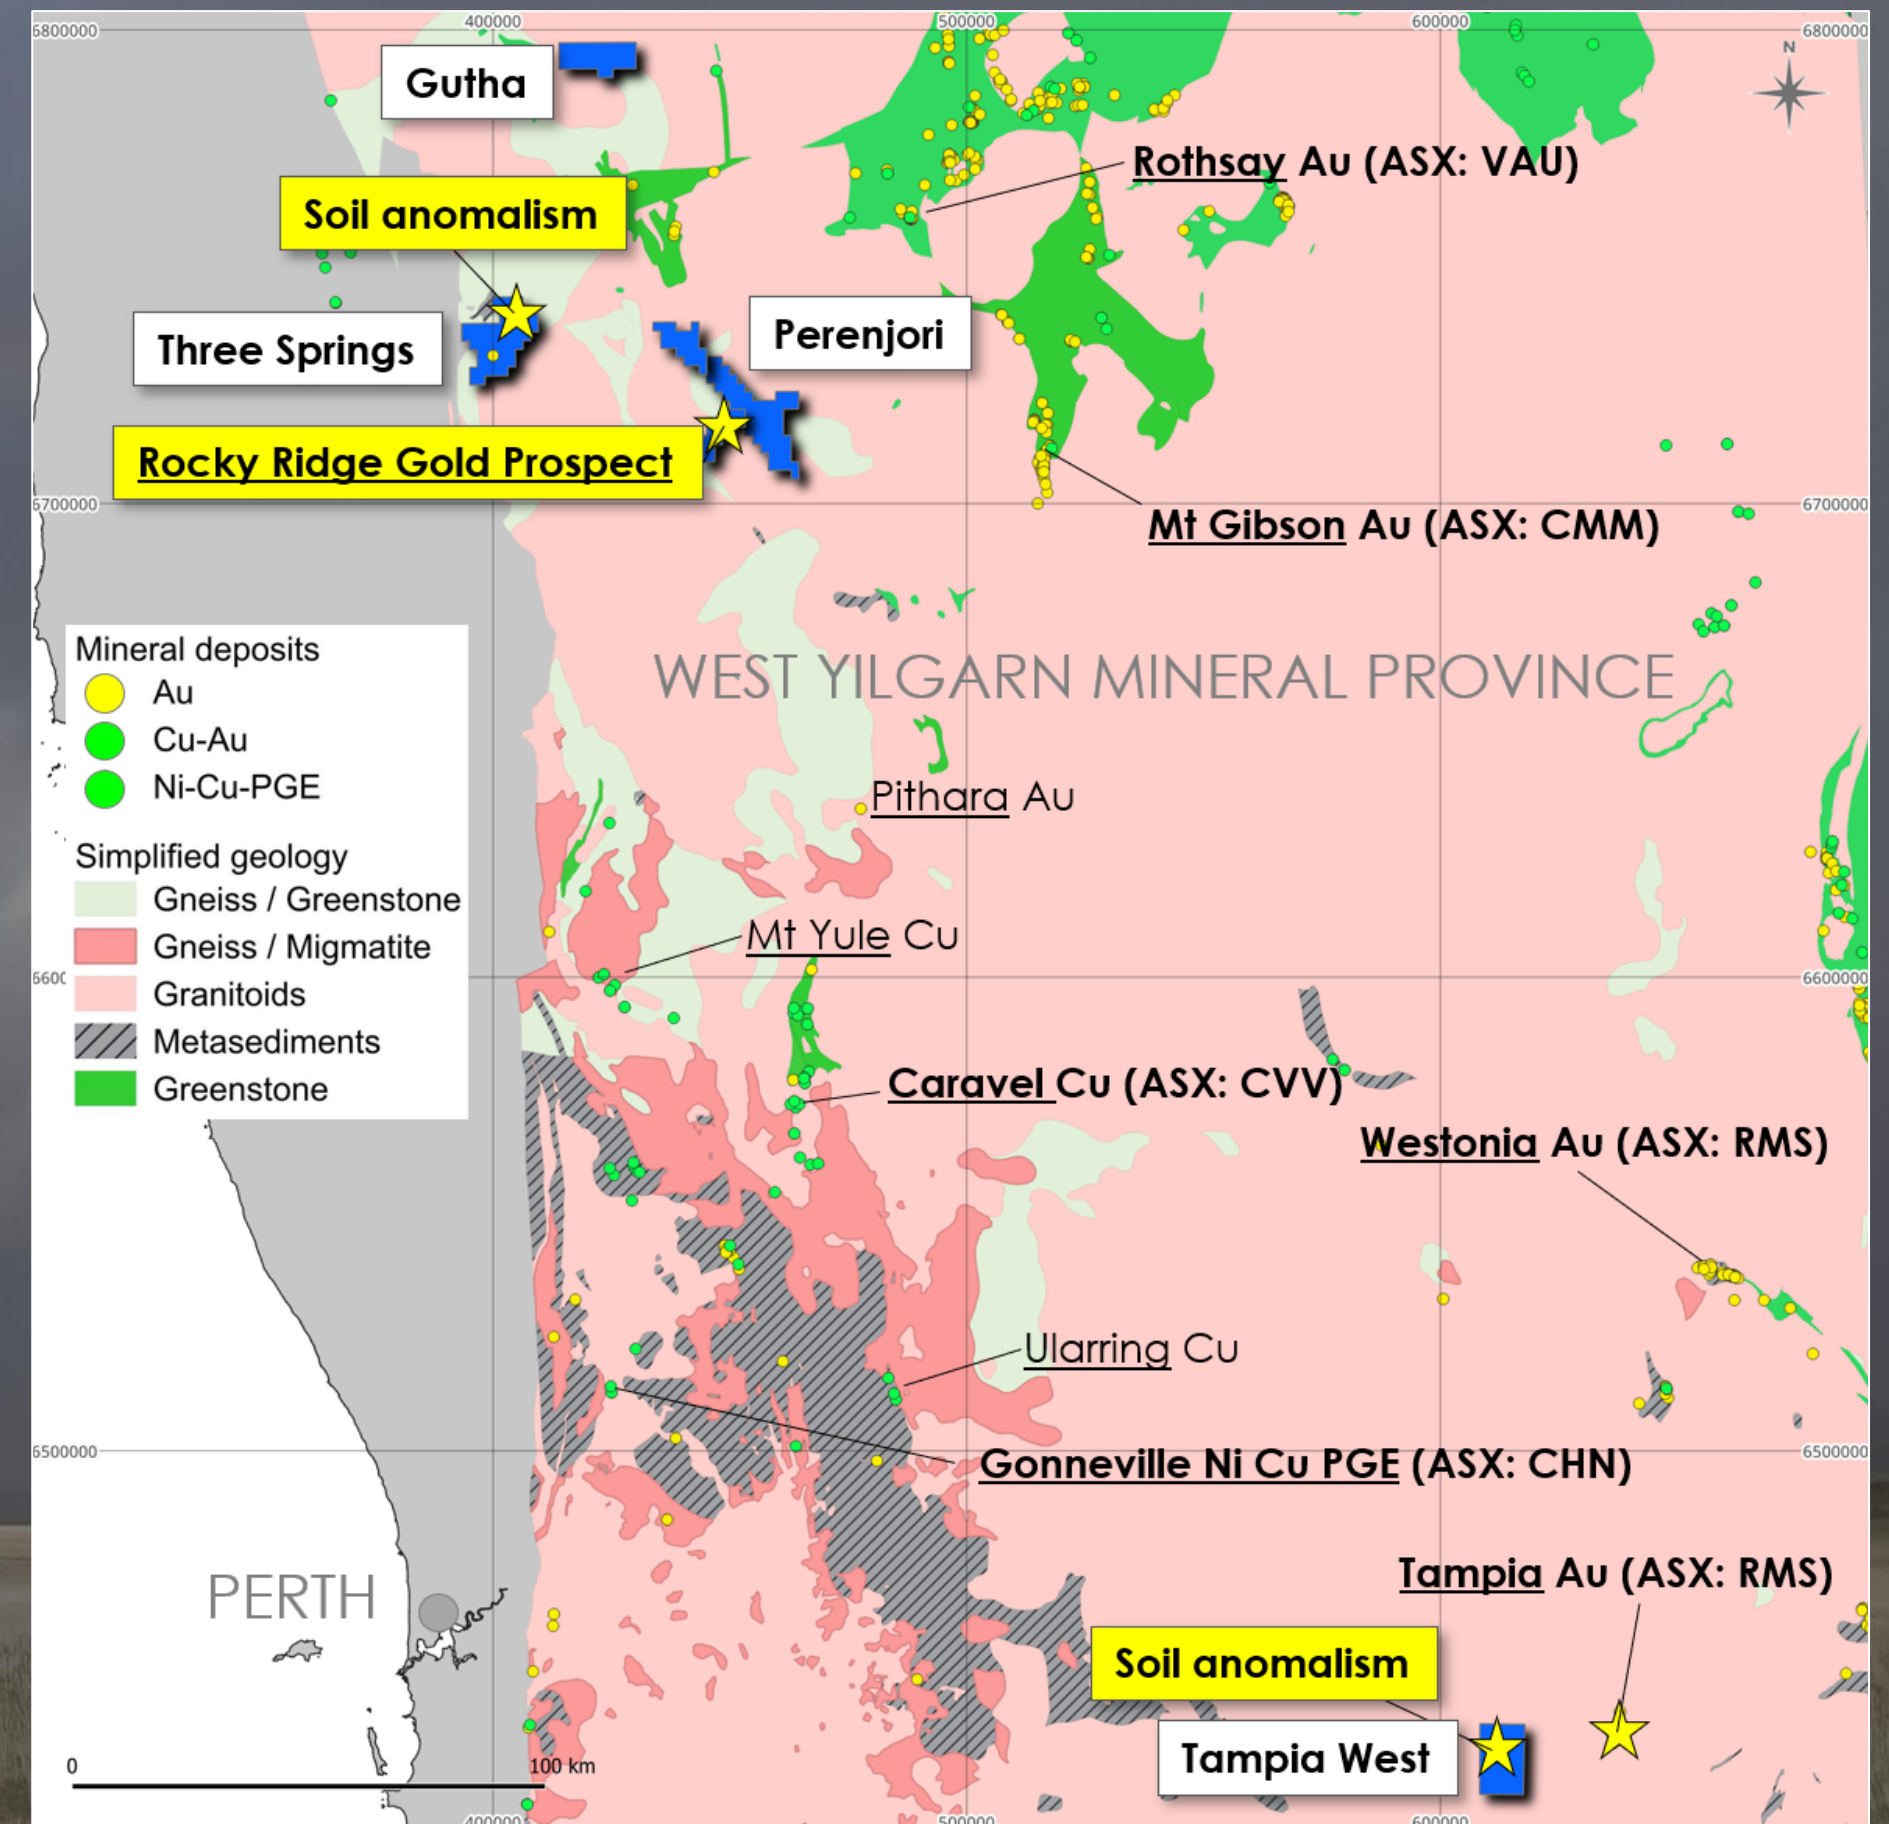 400000
500000
600000
6800000
6800000
N
Gutha
Rothsay Au (ASX: VAU)
Soil anomalism
Three Springs
Perenjori
Rocky Ridge Gold Prospect
6700000
6700000
Mt Gibson Au (ASX: CMM)
WEST YILGARN MINERAL PROVINCE
Mineral deposits
Au
Cu-Au
Ni-Cu-PGE
Simplified geology
Gneiss / Greenstone
Gneiss / Migmatite
Granitoids
Metasediments
Greenstone
Pithara Au
Mt Yule Cu
6600
6600000
Caravel Cu (ASX: CVV)
Westonia Au (ASX: RMS)
Ularring Cu
6500000
6500000
Gonneville Ni Cu PGE (ASX: CHN)
PERTH
Tampia Au (ASX: RMS)
Soil anomalism
Tampia West
0
100 km
400000
500000
600000